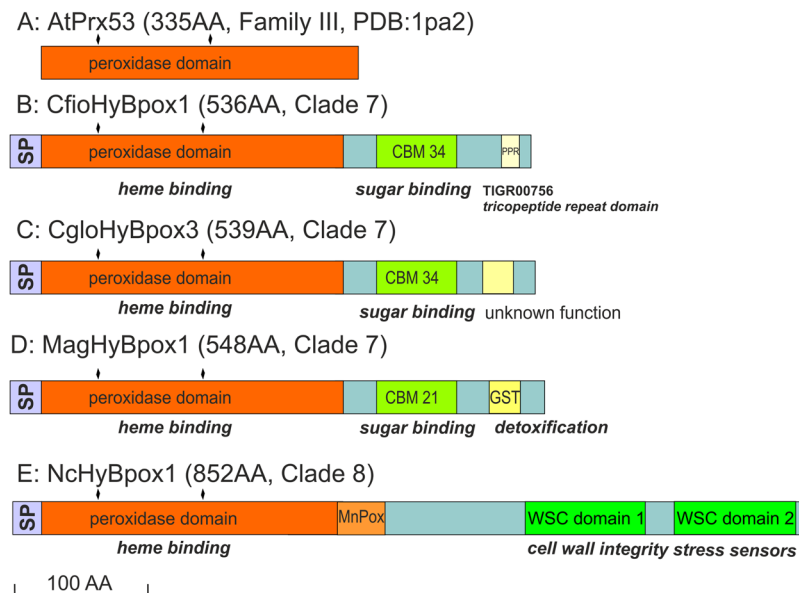 A: AtPrx53 (335AA, Family III, PDB:1pa2)
peroxidase domain
B: CfioHyBpox1 (536AA, Clade 7)
SP peroxidase domain CBM 34 PPR
heme binding sugar binding TIGR00756
tricopeptide repeat domain
C: CgloHyBpox3 (539AA, Clade 7)
SP peroxidase domain CBM 34
heme binding sugar binding unknown function
D: MagHyBpox1 (548AA, Clade 7)
SP peroxidase domain CBM 21 GST
heme binding sugar binding detoxification
E: NcHyBpox1 (852AA, Clade 8)
SP peroxidase domain MnPox WSC domain 1 WSC domain 2
heme binding cell wall integrity stress sensors
100 AA